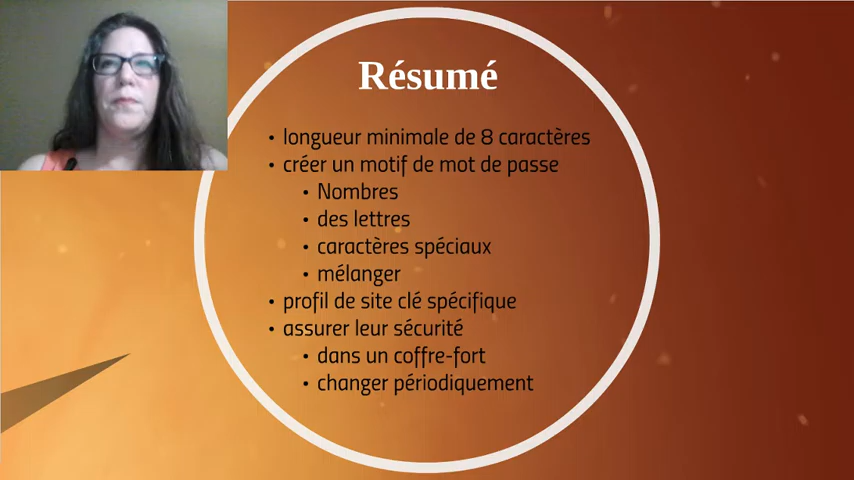 Résumé
• longueur minimale de 8 caractères
• créer un motif de mot de passe
• Nombres
• des lettres
• caractères spéciaux
• mélanger
• profil de site clé spécifique
• assurer leur sécurité
• dans un coffre-fort
• changer périodiquement